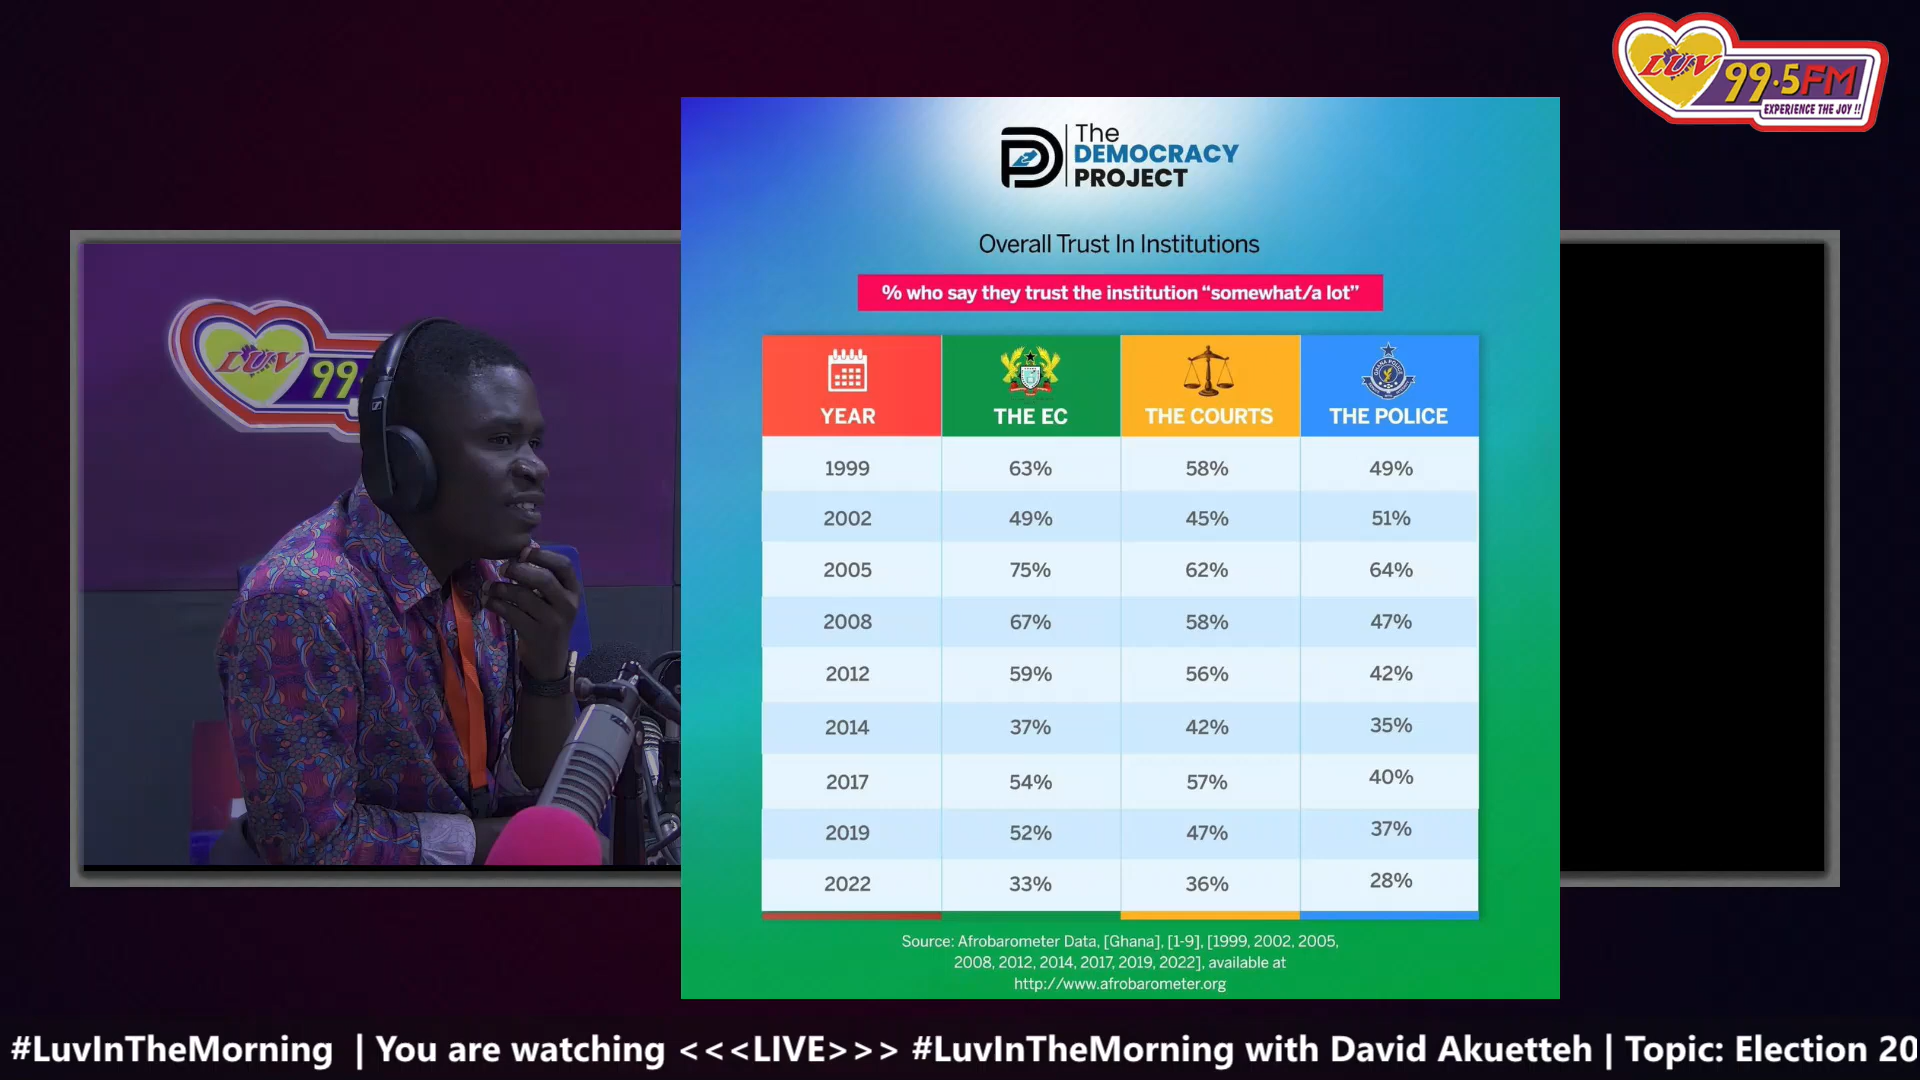 LUV 99.5FM
EXPERIENCE THE JOY !!
LUV 99
The
DEMOCRACY
PROJECT
Overall Trust In Institutions
% who say they trust the institution “somewhat/a lot”
YEAR THE EC THE COURTS THE POLICE
1999 63% 58% 49%
2002 49% 45% 51%
2005 75% 62% 64%
2008 67% 58% 47%
2012 59% 56% 42%
2014 37% 42% 35%
2017 54% 57% 40%
2019 52% 47% 37%
2022 33% 36% 28%
Source: Afrobarometer Data, [Ghana], [1-9], [1999, 2002, 2005,
2008, 2012, 2014, 2017, 2019, 2022], available at
http://www.afrobarometer.org
#LuvInTheMorning | You are watching <<<LIVE>>> #LuvInTheMorning with David Akuetteh | Topic: Election 20